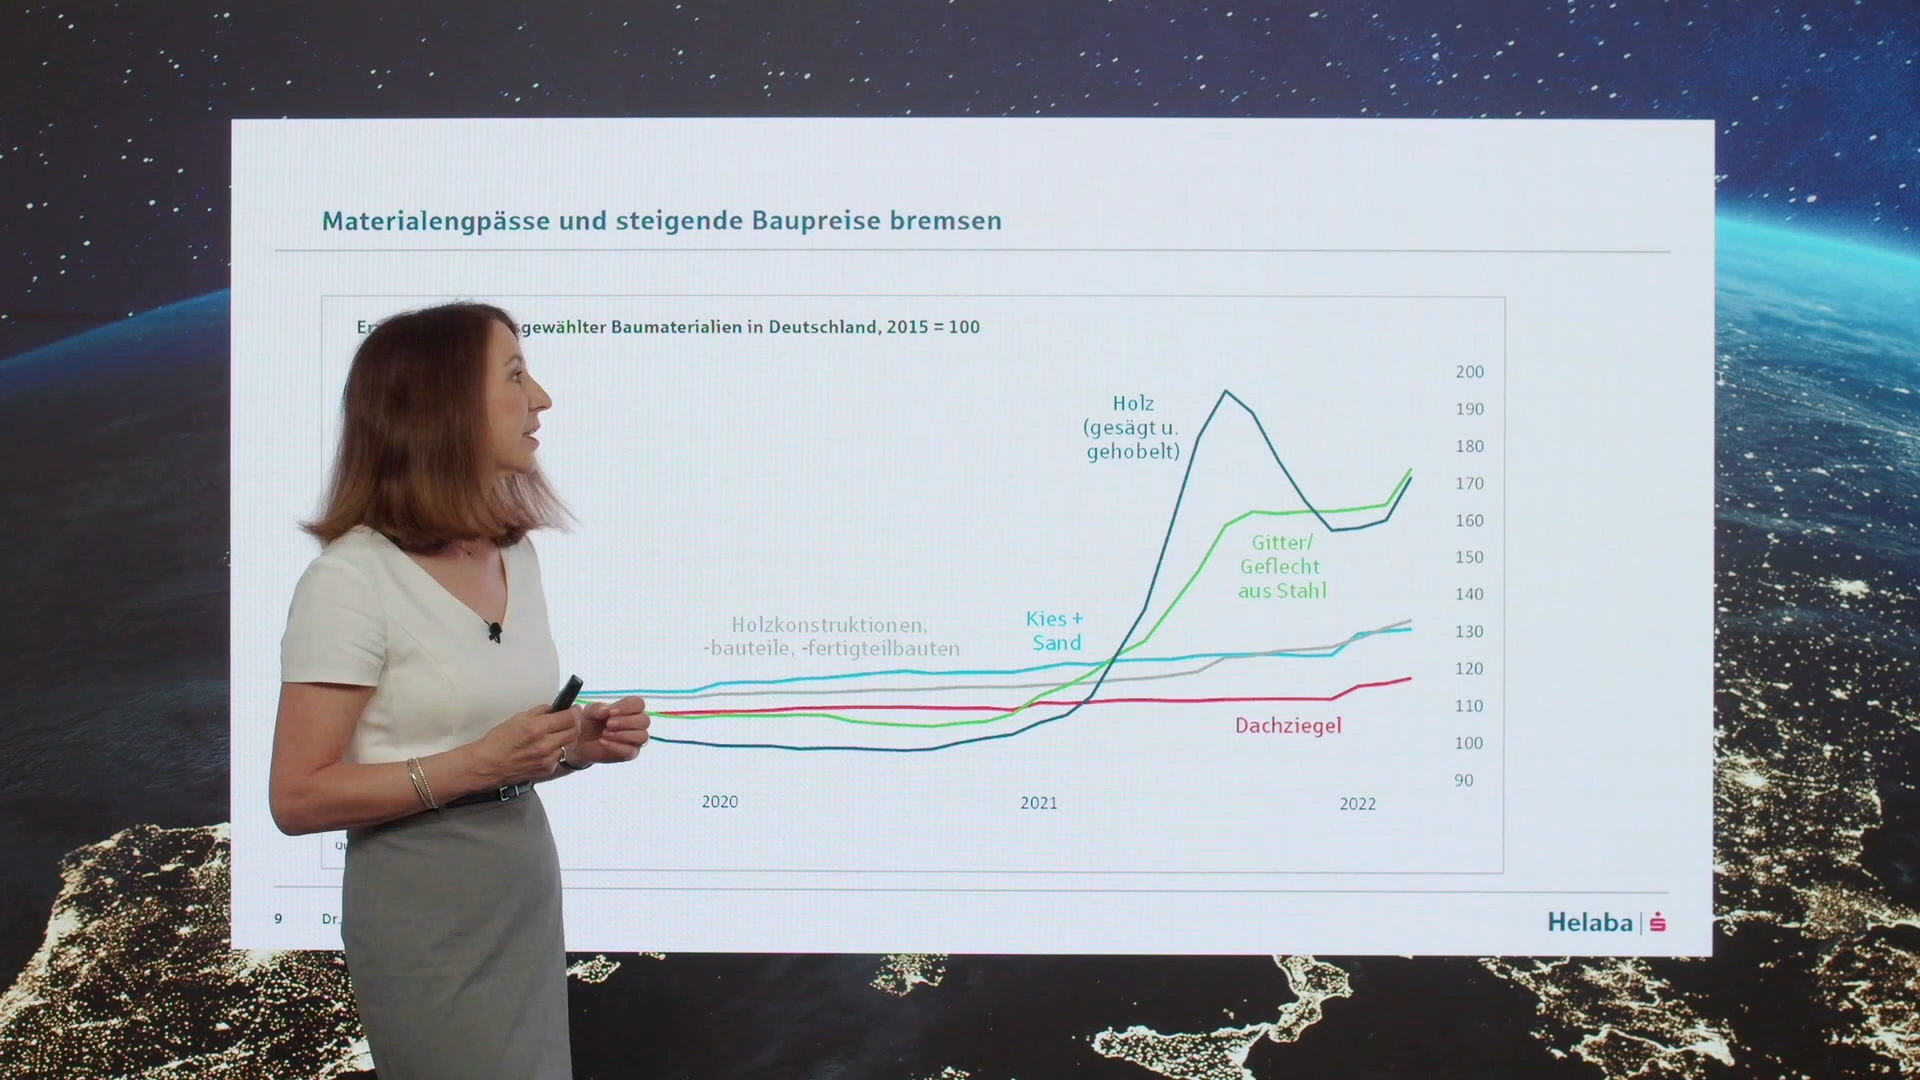 Materialengpässe und steigende Baupreise bremsen
Baumaterialien in Deutschland, 2015 = 100
200
Holz
(gesägt u.
gehobelt)
190
180
170
160
Gitter/
Geflecht
aus Stahl
150
140
Holzkonstruktionen,
-bauteile, -fertigteilbauten
Kies +
Sand
130
120
110
Dachziegel
100
90
2020
2021
2022
9
Dr.
Helaba